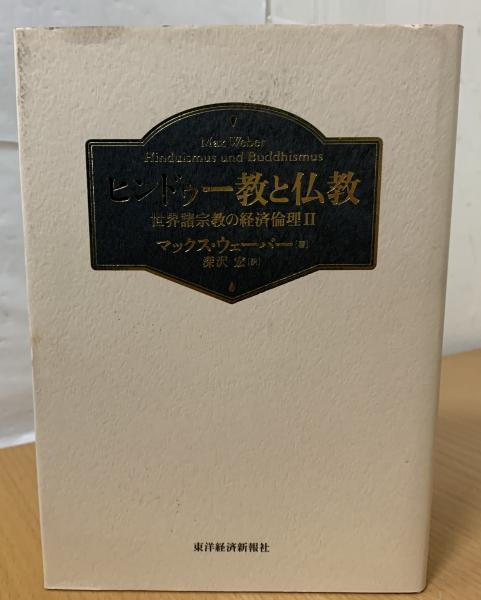 Max Weber
Hinduismus und Buddhismus
ヒンドゥー教と仏教
世界諸宗教の経済倫理II
マックス・ウェーバー[著]
深沢 宏[訳]
東洋経済新報社